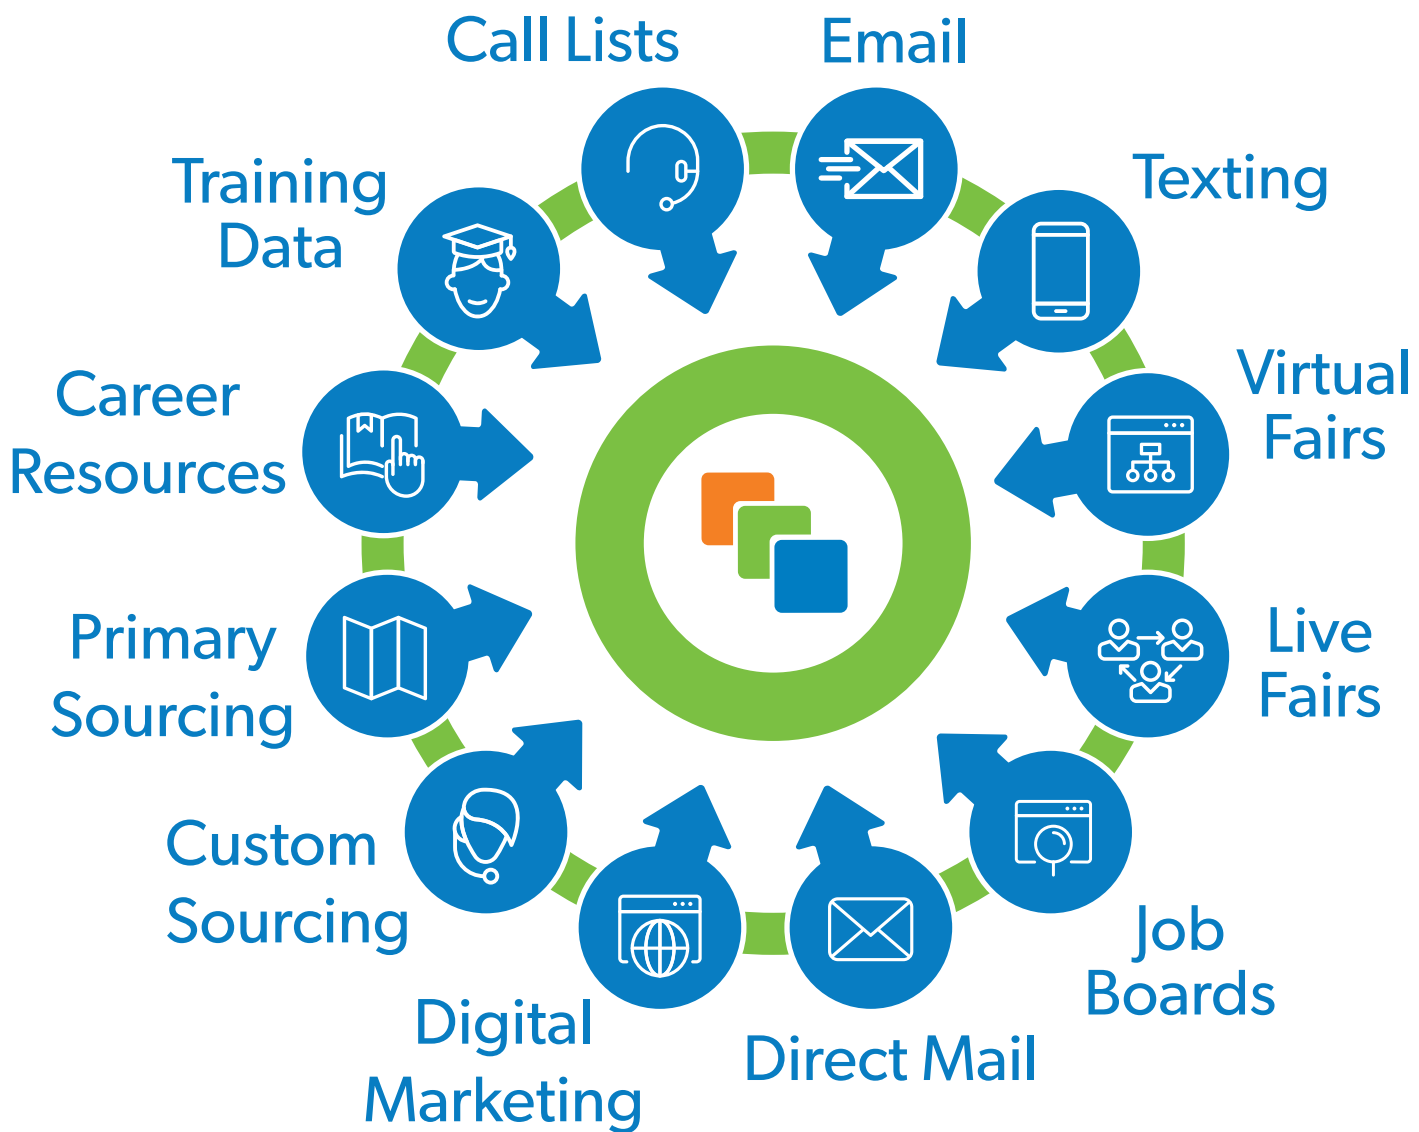 Call Lists
Email
Texting
Virtual
Fairs
Live
Fairs
Job
Boards
Direct Mail
Digital
Marketing
Custom
Sourcing
Primary
Sourcing
Career
Resources
Training
Data